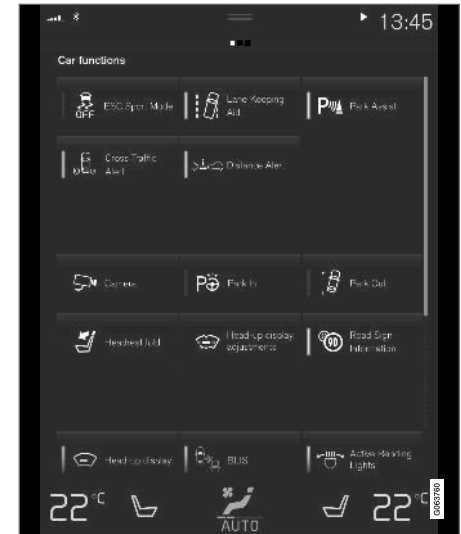 13:45
Car functions
OFF ESC Sport Mode
Lane Keeping
Aid
P Park Assist
Cross Traffic
Alert
Distance Alert
Camera
P Park In
Park Out
Headrest fold
Head-up display
adjustments
90 Road Sign
Information
Head-up display
BLIS
Active Bending
Lights
22°C
AUTO
22°C
G063760